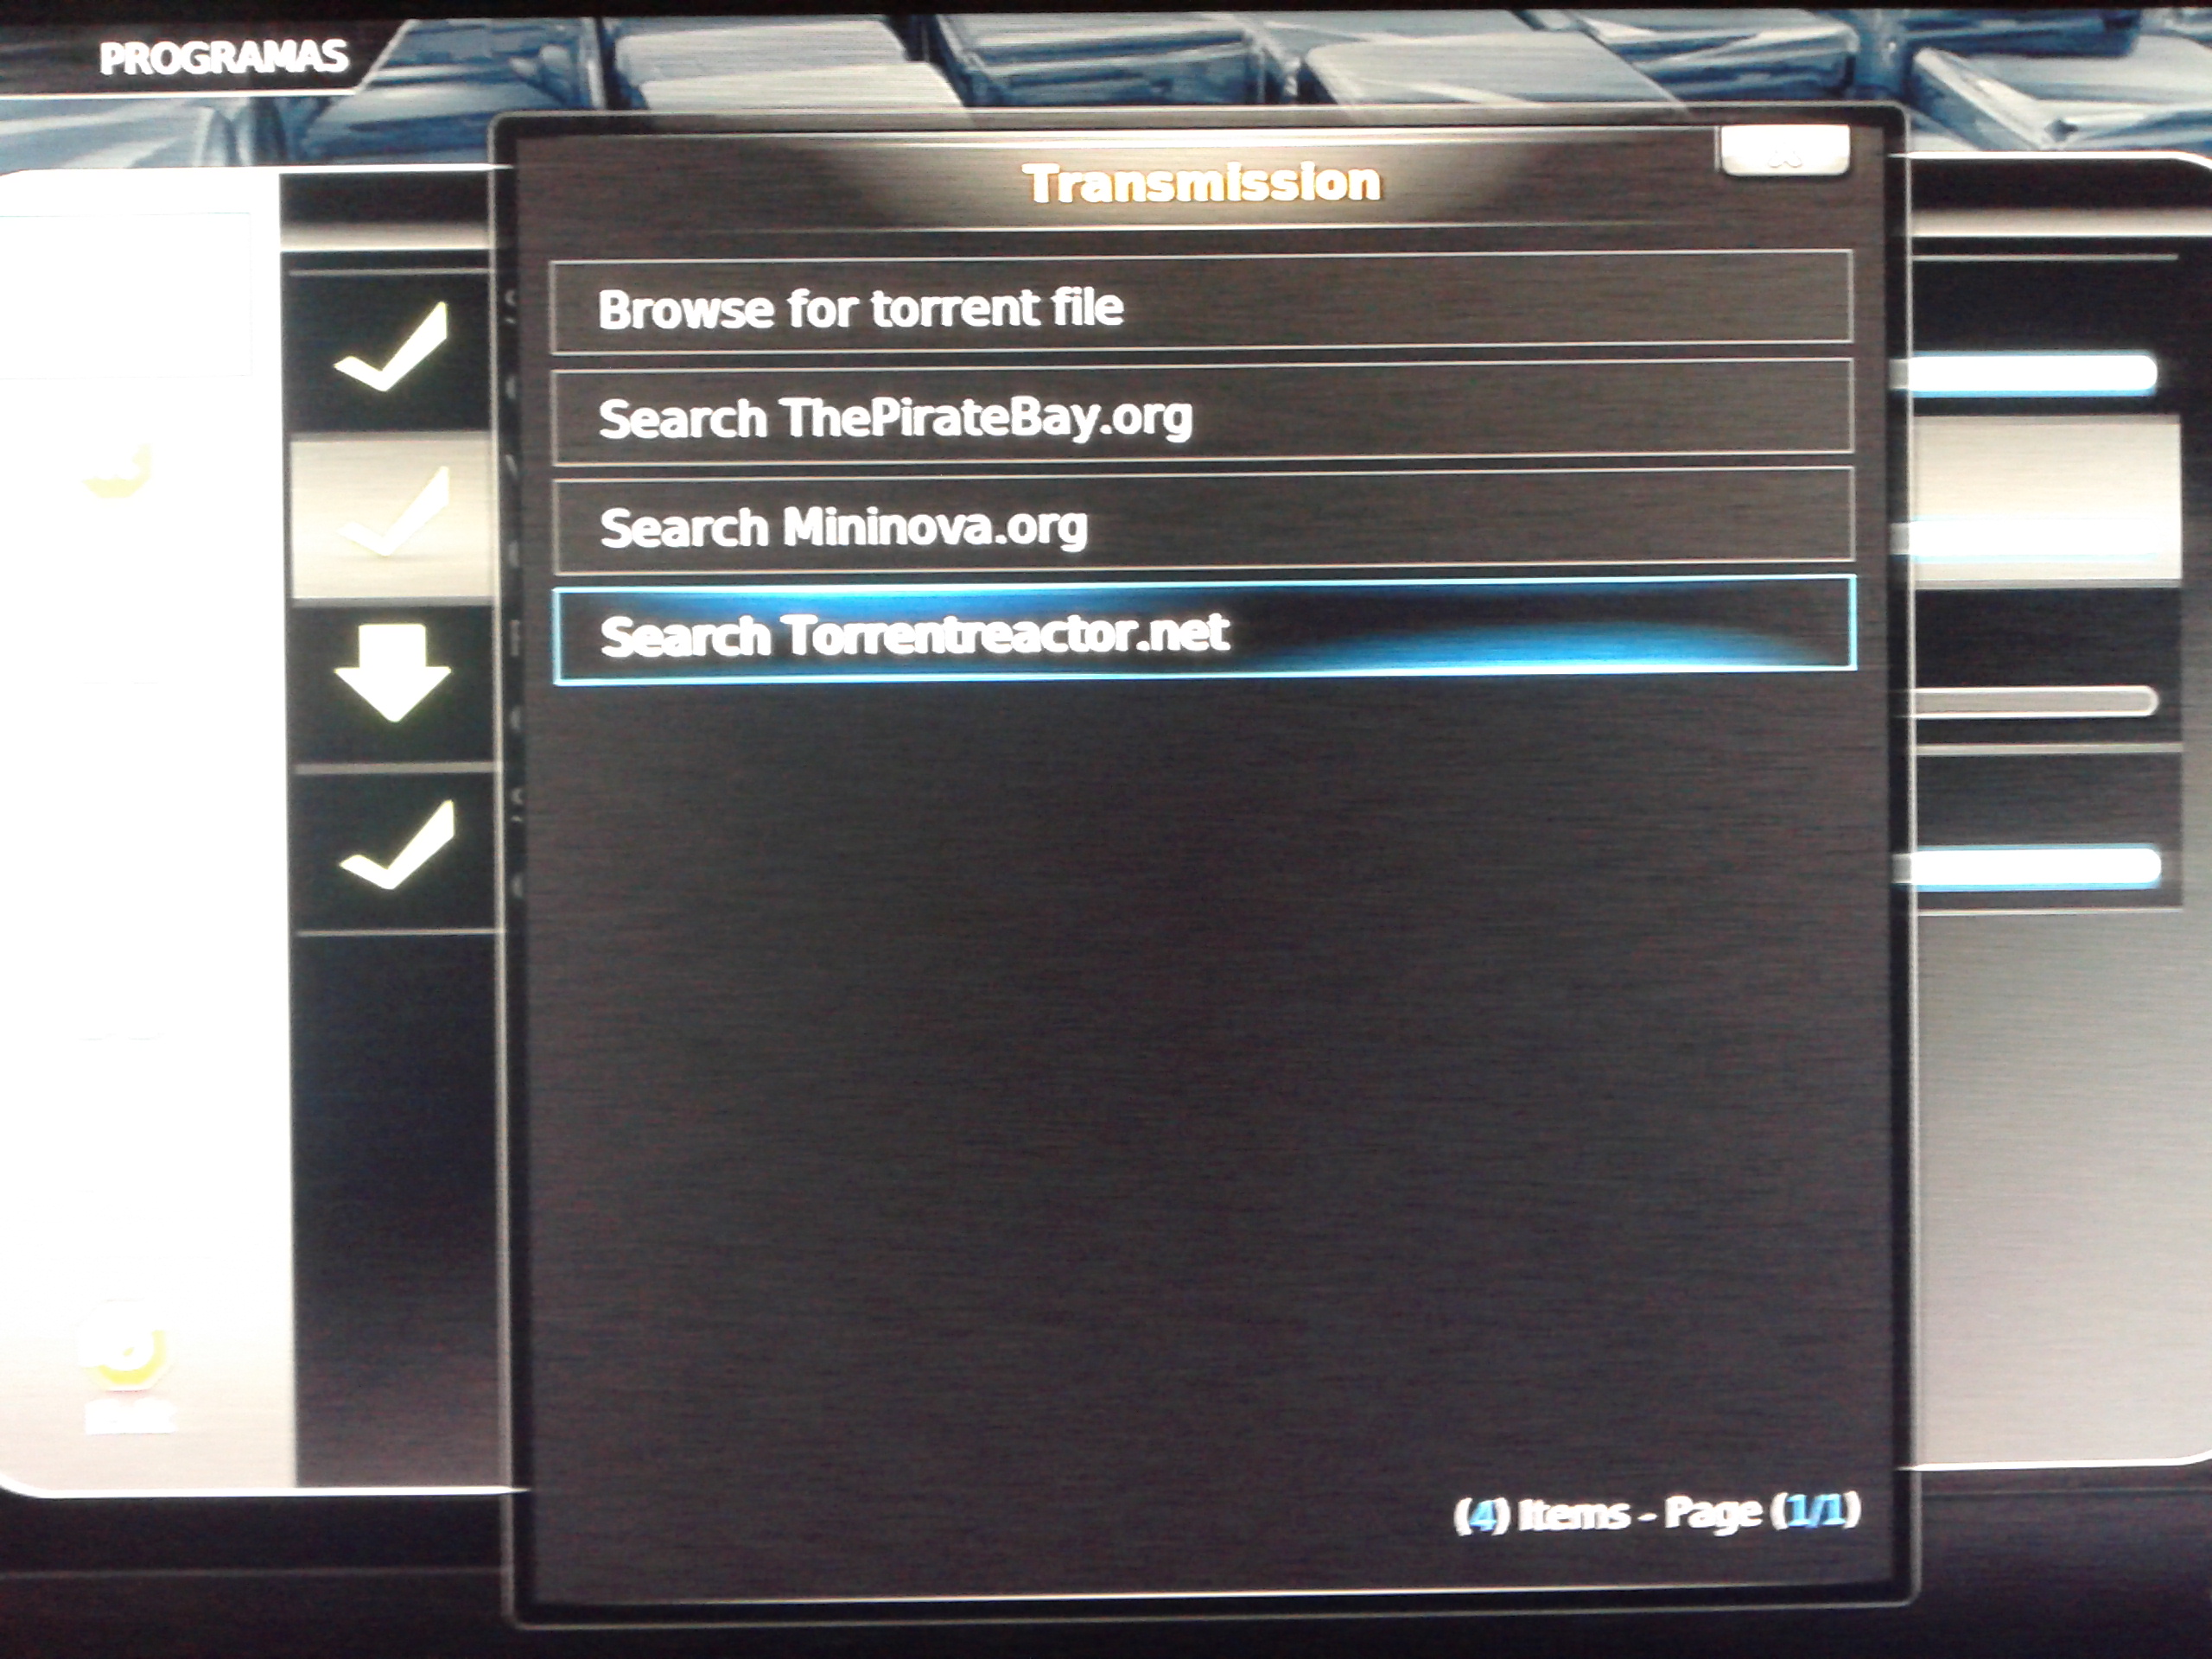 PROGRAMAS
Transmission
Browse for torrent file
Search ThePirateBay.org
Search Mininova.org
Search Torrentreactor.net
(4) Items - Page (1/1)